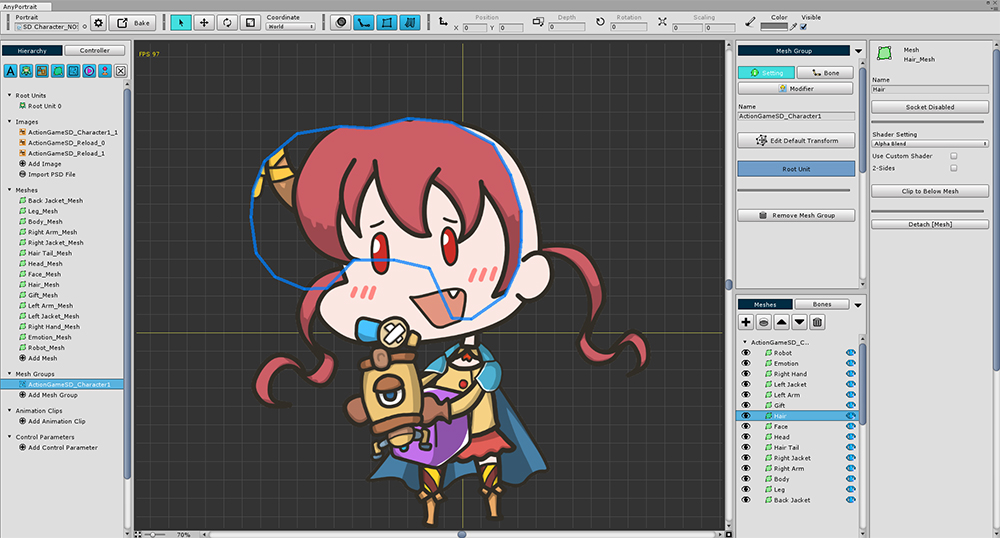 AnyPortrait
Portrait
SD Character_NO:
Bake
Coordinate
World
Position
X 0 Y 0
Depth
0
Rotation
0
Scaling
X 0 Y 0
Color
Visible
Hierarchy
Controller
A
Root Units
Root Unit 0
Images
ActionGameSD_Character1_1
ActionGameSD_Reload_0
ActionGameSD_Reload_1
Add Image
Import PSD File
Meshes
Back Jacket_Mesh
Leg_Mesh
Body_Mesh
Right Arm_Mesh
Right Jacket_Mesh
Hair Tail_Mesh
Head_Mesh
Face_Mesh
Hair_Mesh
Gift_Mesh
Left Arm_Mesh
Left Jacket_Mesh
Right Hand_Mesh
Emotion_Mesh
Robot_Mesh
Add Mesh
Mesh Groups
ActionGameSD_Character1
Add Mesh Group
Animation Clips
Add Animation Clip
Control Parameters
Add Control Parameter
FPS 97
70%
Mesh Group
Setting
Bone
Modifier
Name
ActionGameSD_Character1
Edit Default Transform
Root Unit
Remove Mesh Group
Meshes
Bones
ActionGameSD_C...
Robot
Emotion
Right Hand
Left Jacket
Left Arm
Gift
Hair
Face
Head
Hair Tail
Right Jacket
Right Arm
Body
Leg
Back Jacket
Mesh
Hair_Mesh
Name
Hair
Socket Disabled
Shader Setting
Alpha Blend
Use Custom Shader
2-Sides
Clip to Below Mesh
Detach [Mesh]